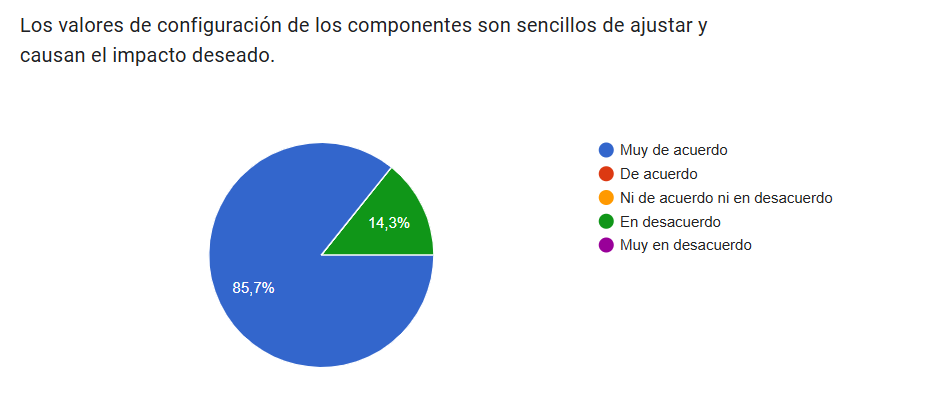 Los valores de configuración de los componentes son sencillos de ajustar y
causan el impacto deseado.
Muy de acuerdo
De acuerdo
Ni de acuerdo ni en desacuerdo
En desacuerdo
Muy en desacuerdo
14,3%
85,7%